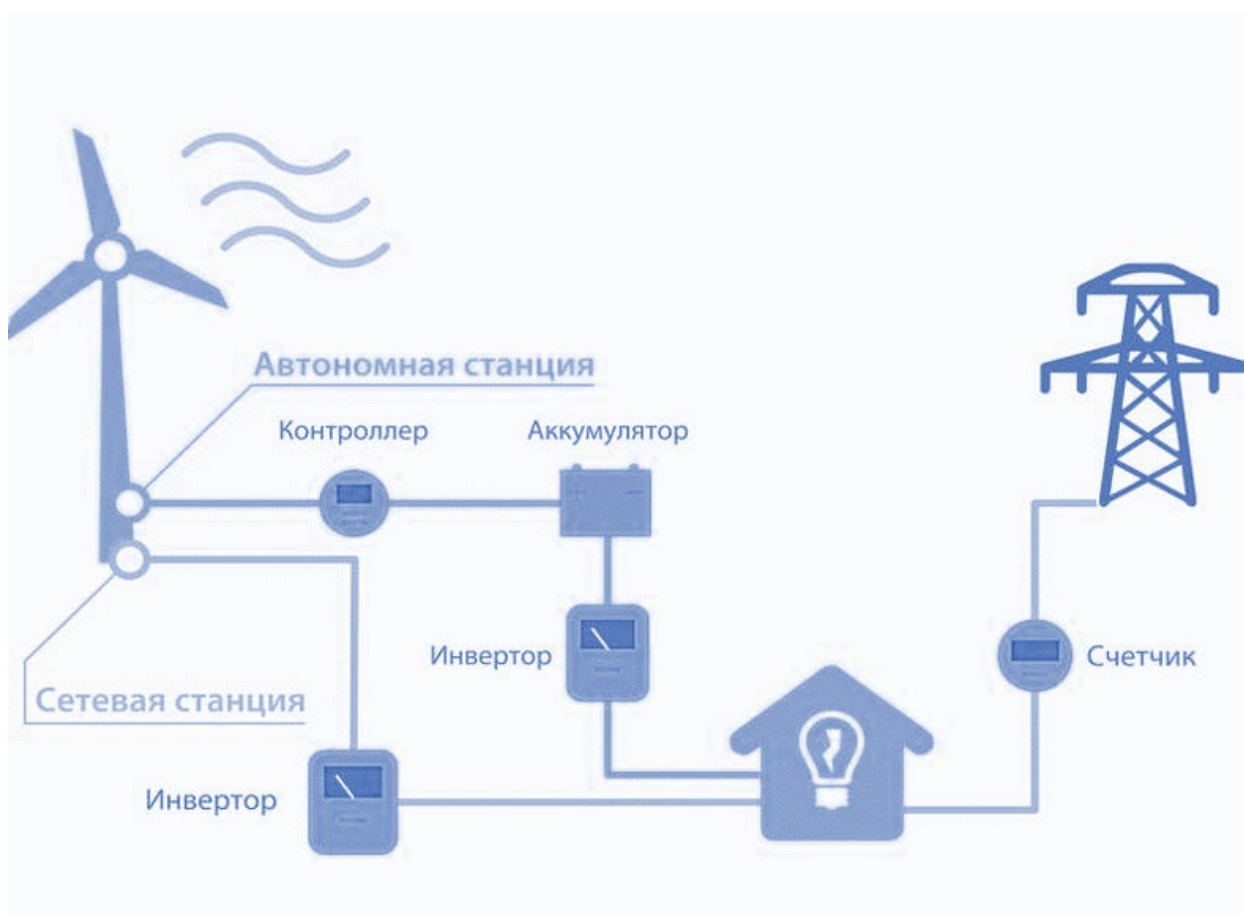 Автономная станция
Контроллер
Аккумулятор
Инвертор
Счетчик
Сетевая станция
Инвертор